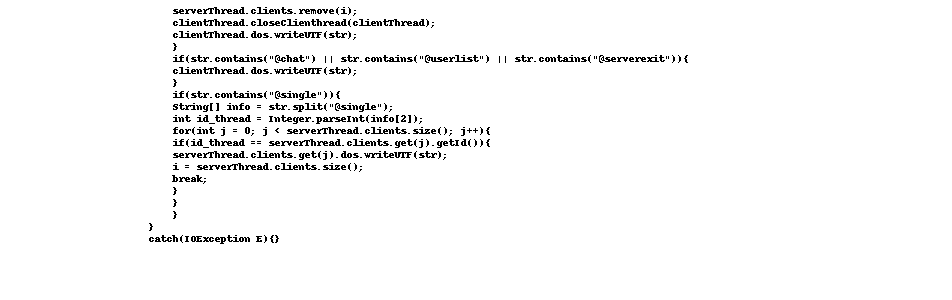 serverThread.clients.remove(i);
clientThread.closeClienthread(clientThread);
clientThread.dos.writeUTF(str);
}
if(str.contains("@chat") || str.contains("@userlist") || str.contains("@serverexit")){
clientThread.dos.writeUTF(str);
}
if(str.contains("@single")){
String[] info = str.split("@single");
int id_thread = Integer.parseInt(info[2]);
for(int j = 0; j < serverThread.clients.size(); j++){
if(id_thread == serverThread.clients.get(j).getId()){
serverThread.clients.get(j).dos.writeUTF(str);
i = serverThread.clients.size();
break;
}
}
}
}
catch(IOException E){}